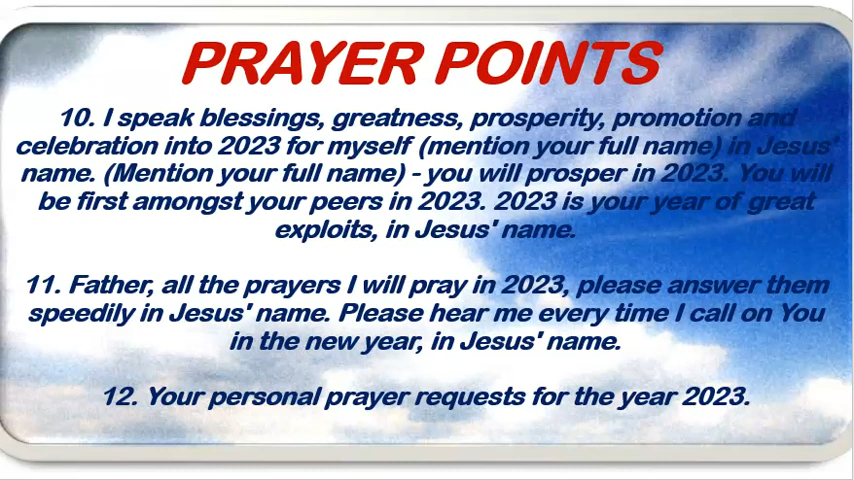 PRAYER POINTS
10. I speak blessings, greatness, prosperity, promotion and
celebration into 2023 for myself (mention your full name) in Jesus'
name. (Mention your full name) - you will prosper in 2023. You will
be first amongst your peers in 2023. 2023 is your year of great
exploits, in Jesus' name.
11. Father, all the prayers I will pray in 2023, please answer them
speedily in Jesus' name. Please hear me every time I call on You
in the new year, in Jesus' name.
12. Your personal prayer requests for the year 2023.